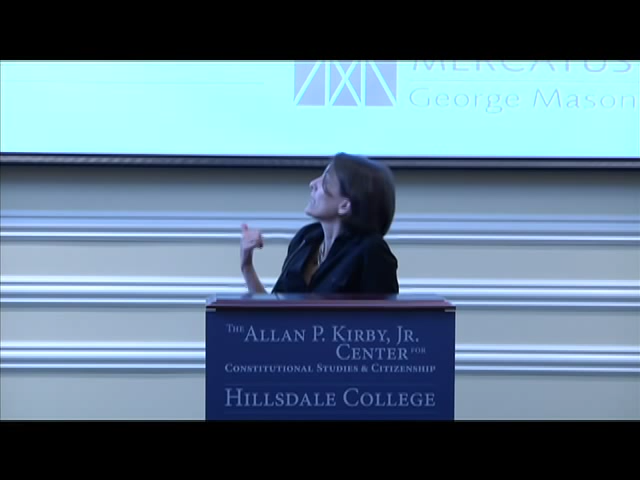 MERCATUS
George Mason
THE ALLAN P. KIRBY, JR.
CENTER FOR
CONSTITUTIONAL STUDIES & CITIZENSHIP
HILLSDALE COLLEGE